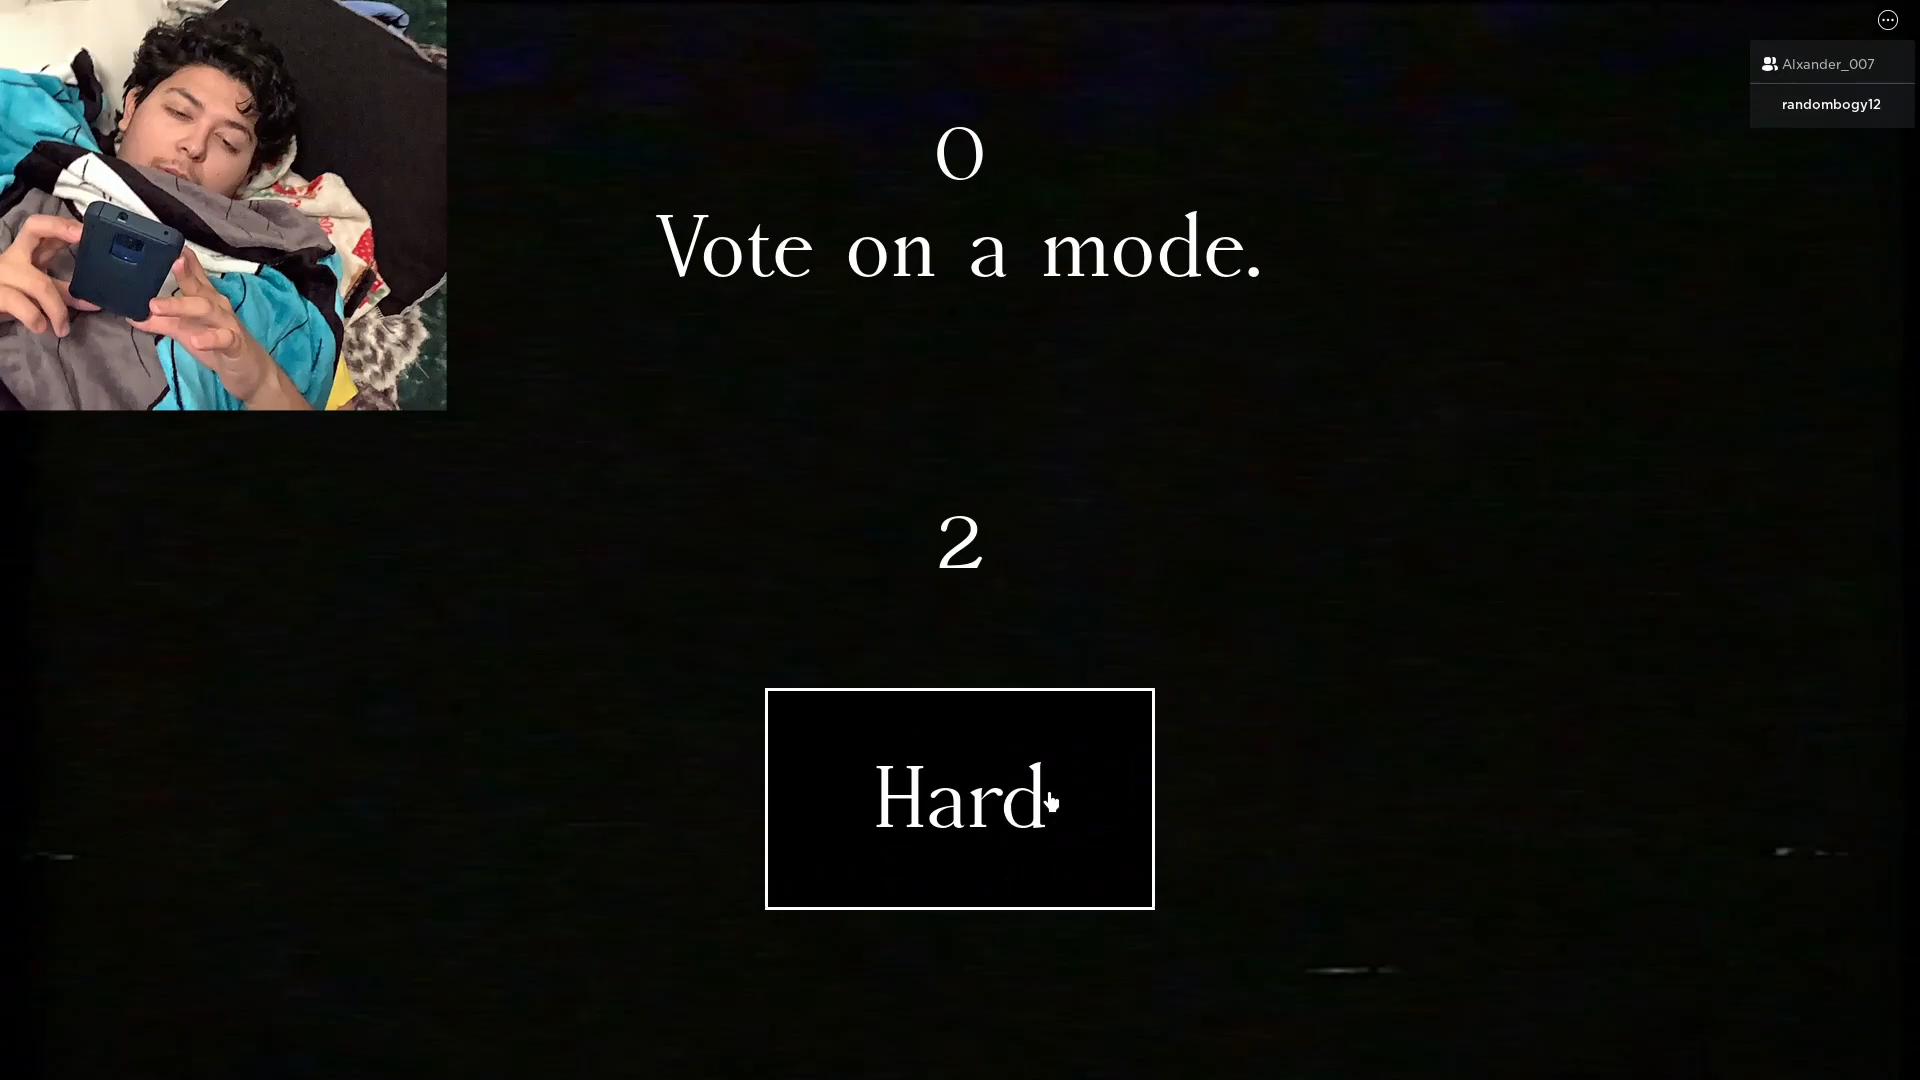 Alxander_007
randombogy12
0
Vote on a mode.
2
Hard